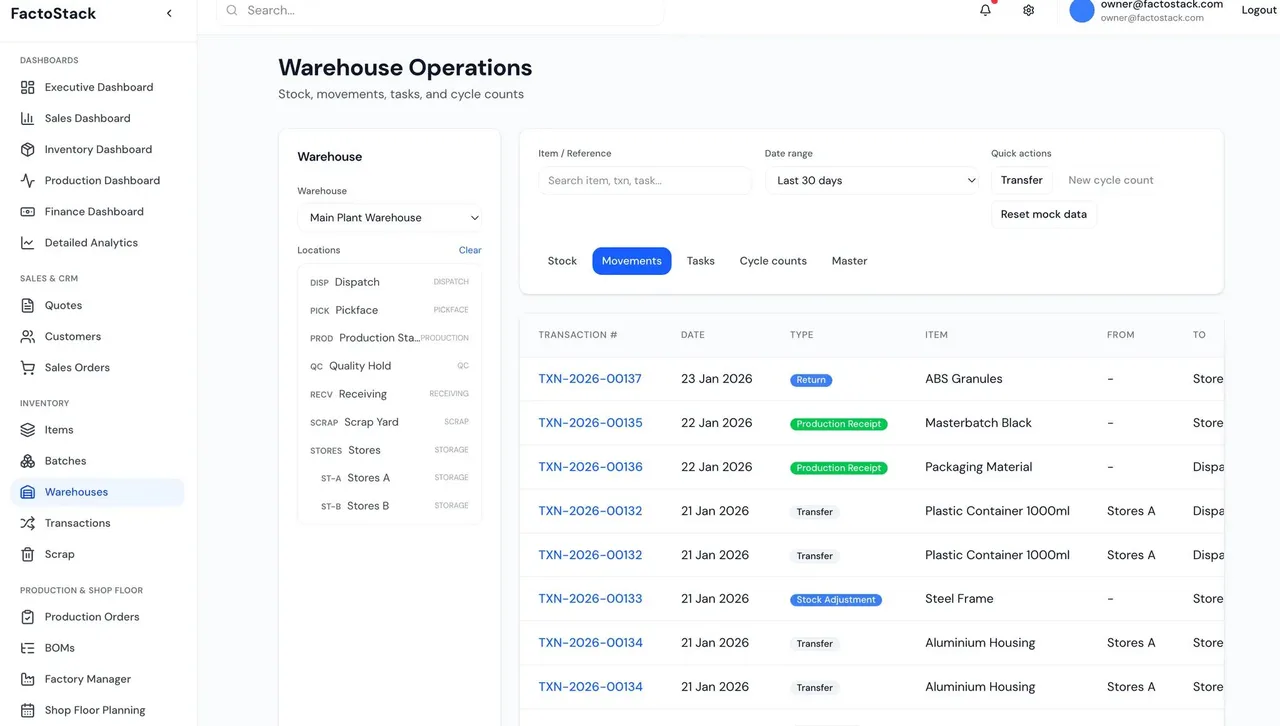 FactoStack
Search...
owner@factostack.com
owner@factostack.com
Logout
DASHBOARDS
Executive Dashboard
Sales Dashboard
Inventory Dashboard
Production Dashboard
Finance Dashboard
Detailed Analytics
SALES & CRM
Quotes
Customers
Sales Orders
INVENTORY
Items
Batches
Warehouses
Transactions
Scrap
PRODUCTION & SHOP FLOOR
Production Orders
BOMs
Factory Manager
Shop Floor Planning
Warehouse Operations
Stock, movements, tasks, and cycle counts
Warehouse
Warehouse
Main Plant Warehouse
Locations Clear
DISP Dispatch DISPATCH
PICK Pickface PICKFACE
PROD Production Sta... PRODUCTION
QC Quality Hold QC
RECV Receiving RECEIVING
SCRAP Scrap Yard SCRAP
STORES Stores STORAGE
ST-A Stores A STORAGE
ST-B Stores B STORAGE
Item / Reference Date range Quick actions
Search item, txn, task... Last 30 days Transfer New cycle count
Reset mock data
Stock Movements Tasks Cycle counts Master
TRANSACTION # DATE TYPE ITEM FROM TO
TXN-2026-00137 23 Jan 2026 Return ABS Granules - Store
TXN-2026-00135 22 Jan 2026 Production Receipt Masterbatch Black - Store
TXN-2026-00136 22 Jan 2026 Production Receipt Packaging Material - Dispa
TXN-2026-00132 21 Jan 2026 Transfer Plastic Container 1000ml Stores A Dispa
TXN-2026-00132 21 Jan 2026 Transfer Plastic Container 1000ml Stores A Dispa
TXN-2026-00133 21 Jan 2026 Stock Adjustment Steel Frame - Store
TXN-2026-00134 21 Jan 2026 Transfer Aluminium Housing Stores A Store
TXN-2026-00134 21 Jan 2026 Transfer Aluminium Housing Stores A Store